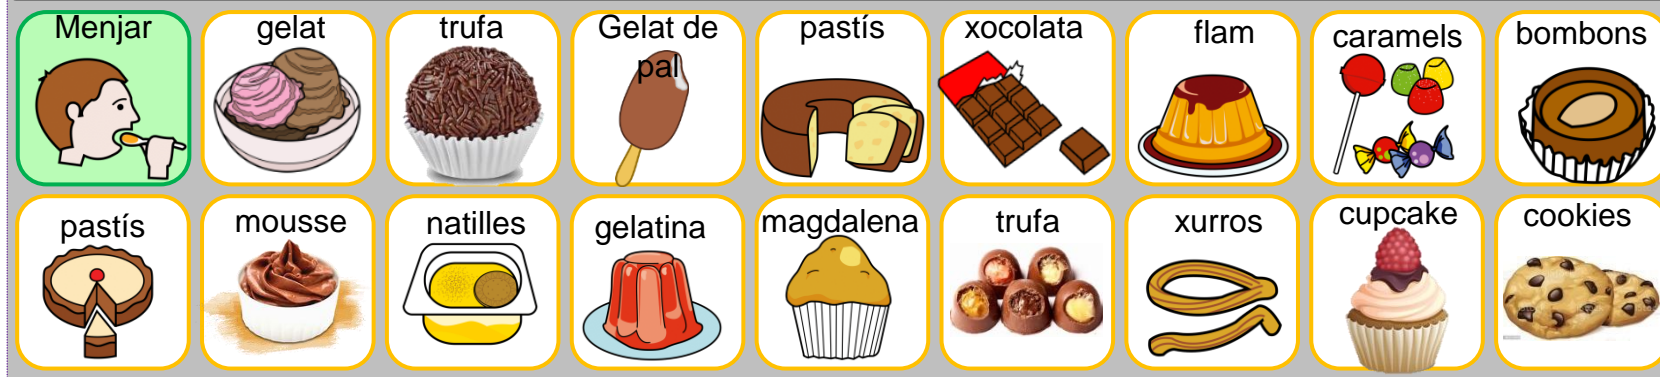 Menjar
gelat
trufa
Gelat de
pal
pastís
xocolata
flam
caramels
bombons
pastís
mousse
natilles
gelatina
magdalena
trufa
xurros
cupcake
cookies